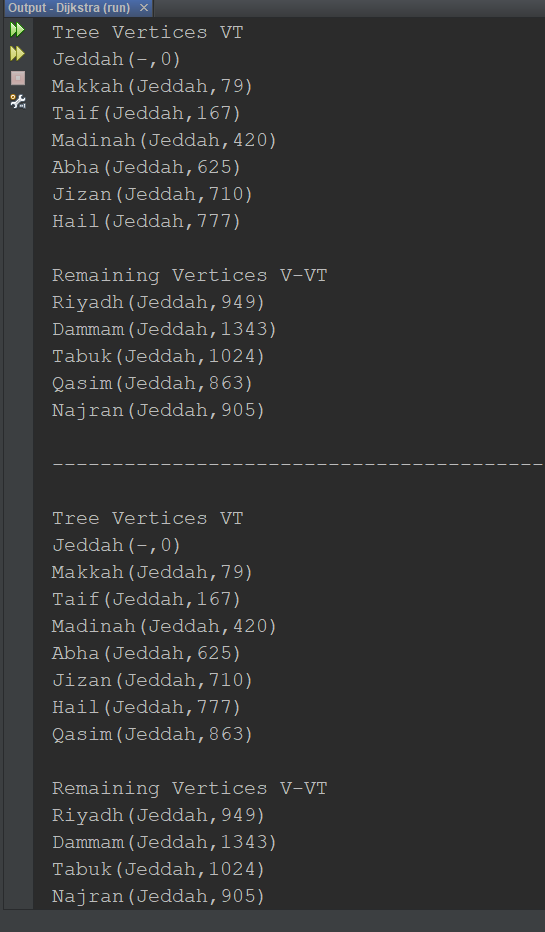 Output - Dijkstra (run) ×
Tree Vertices VT
Jeddah(-,0)
Makkah(Jeddah,79)
Taif(Jeddah,167)
Madinah(Jeddah,420)
Abha(Jeddah,625)
Jizan(Jeddah,710)
Hail(Jeddah,777)
Remaining Vertices V-VT
Riyadh(Jeddah,949)
Dammam(Jeddah,1343)
Tabuk(Jeddah,1024)
Qasim(Jeddah,863)
Najran(Jeddah,905)
-----------------------------------------
Tree Vertices VT
Jeddah(-,0)
Makkah(Jeddah,79)
Taif(Jeddah,167)
Madinah(Jeddah,420)
Abha(Jeddah,625)
Jizan(Jeddah,710)
Hail(Jeddah,777)
Qasim(Jeddah,863)
Remaining Vertices V-VT
Riyadh(Jeddah,949)
Dammam(Jeddah,1343)
Tabuk(Jeddah,1024)
Najran(Jeddah,905)